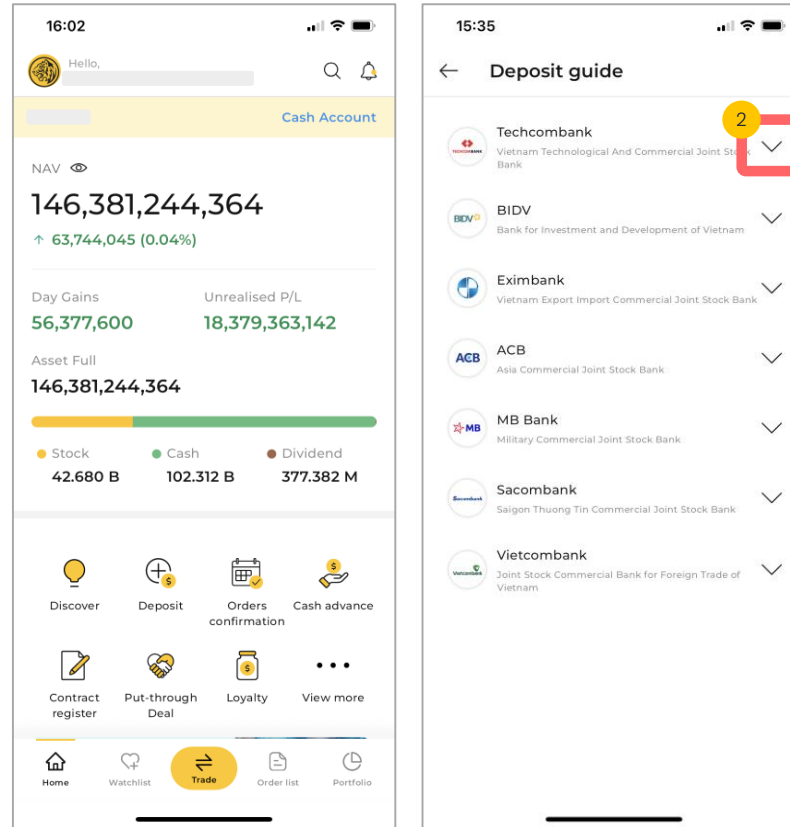 16:02
Hello,
Cash Account
NAV
146,381,244,364
↑ 63,744,045 (0.04%)
Day Gains
Unrealised P/L
56,377,600
18,379,363,142
Asset Full
146,381,244,364
Stock
Cash
Dividend
42.680 B
102.312 B
377.382 M
Discover
Deposit
Orders
confirmation
Cash advance
Contract
register
Put-through
Deal
Loyalty
View more
Home
Watchlist
Trade
Order list
Portfolio
15:35
Deposit guide
2
TECHCOMBANK
Techcombank
Vietnam Technological And Commercial Joint Stock
Bank
BIDV
BIDV
Bank for Investment and Development of Vietnam
Eximbank
Vietnam Export Import Commercial Joint Stock Bank
ACB
ACB
Asia Commercial Joint Stock Bank
MB
MB Bank
Military Commercial Joint Stock Bank
Sacombank
Sacombank
Saigon Thuong Tin Commercial Joint Stock Bank
Vietcombank
Vietcombank
Joint Stock Commercial Bank for Foreign Trade of
Vietnam